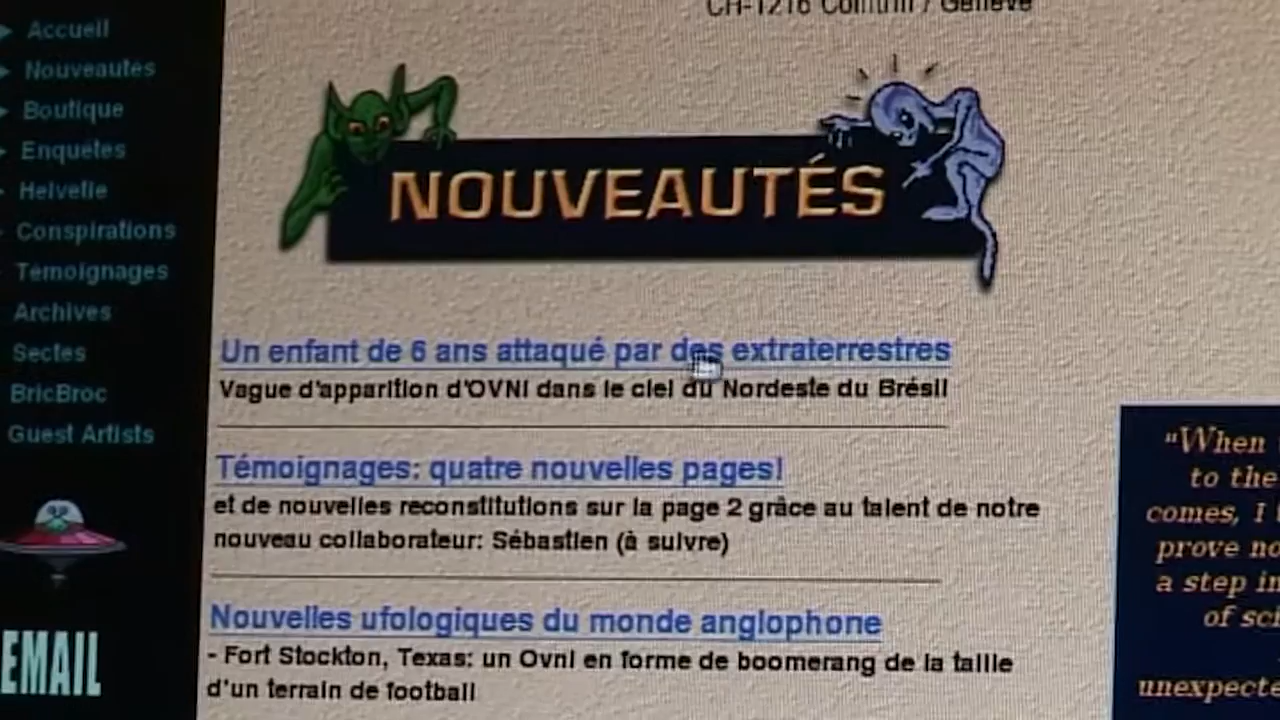 CH-1216 Cointrin / Genève
Accueil
Nouveautes
Boutique
Enquetes
Helvetie
Conspirations
Témoignages
Archives
Sectes
BricBroc
Guest Artists
EMAIL
NOUVEAUTÉS
Un enfant de 6 ans attaqué par des extraterrestres
Vague d'apparition d'OVNI dans le ciel du Nordeste du Brésil
Témoignages: quatre nouvelles pages!
et de nouvelles reconstitutions sur la page 2 grâce au talent de notre
nouveau collaborateur: Sébastien (à suivre)
Nouvelles ufologiques du monde anglophone
- Fort Stockton, Texas: un Ovni en forme de boomerang de la taille
d'un terrain de football
"When
to the
comes, I
prove no
a step in
of sci
unexpecte